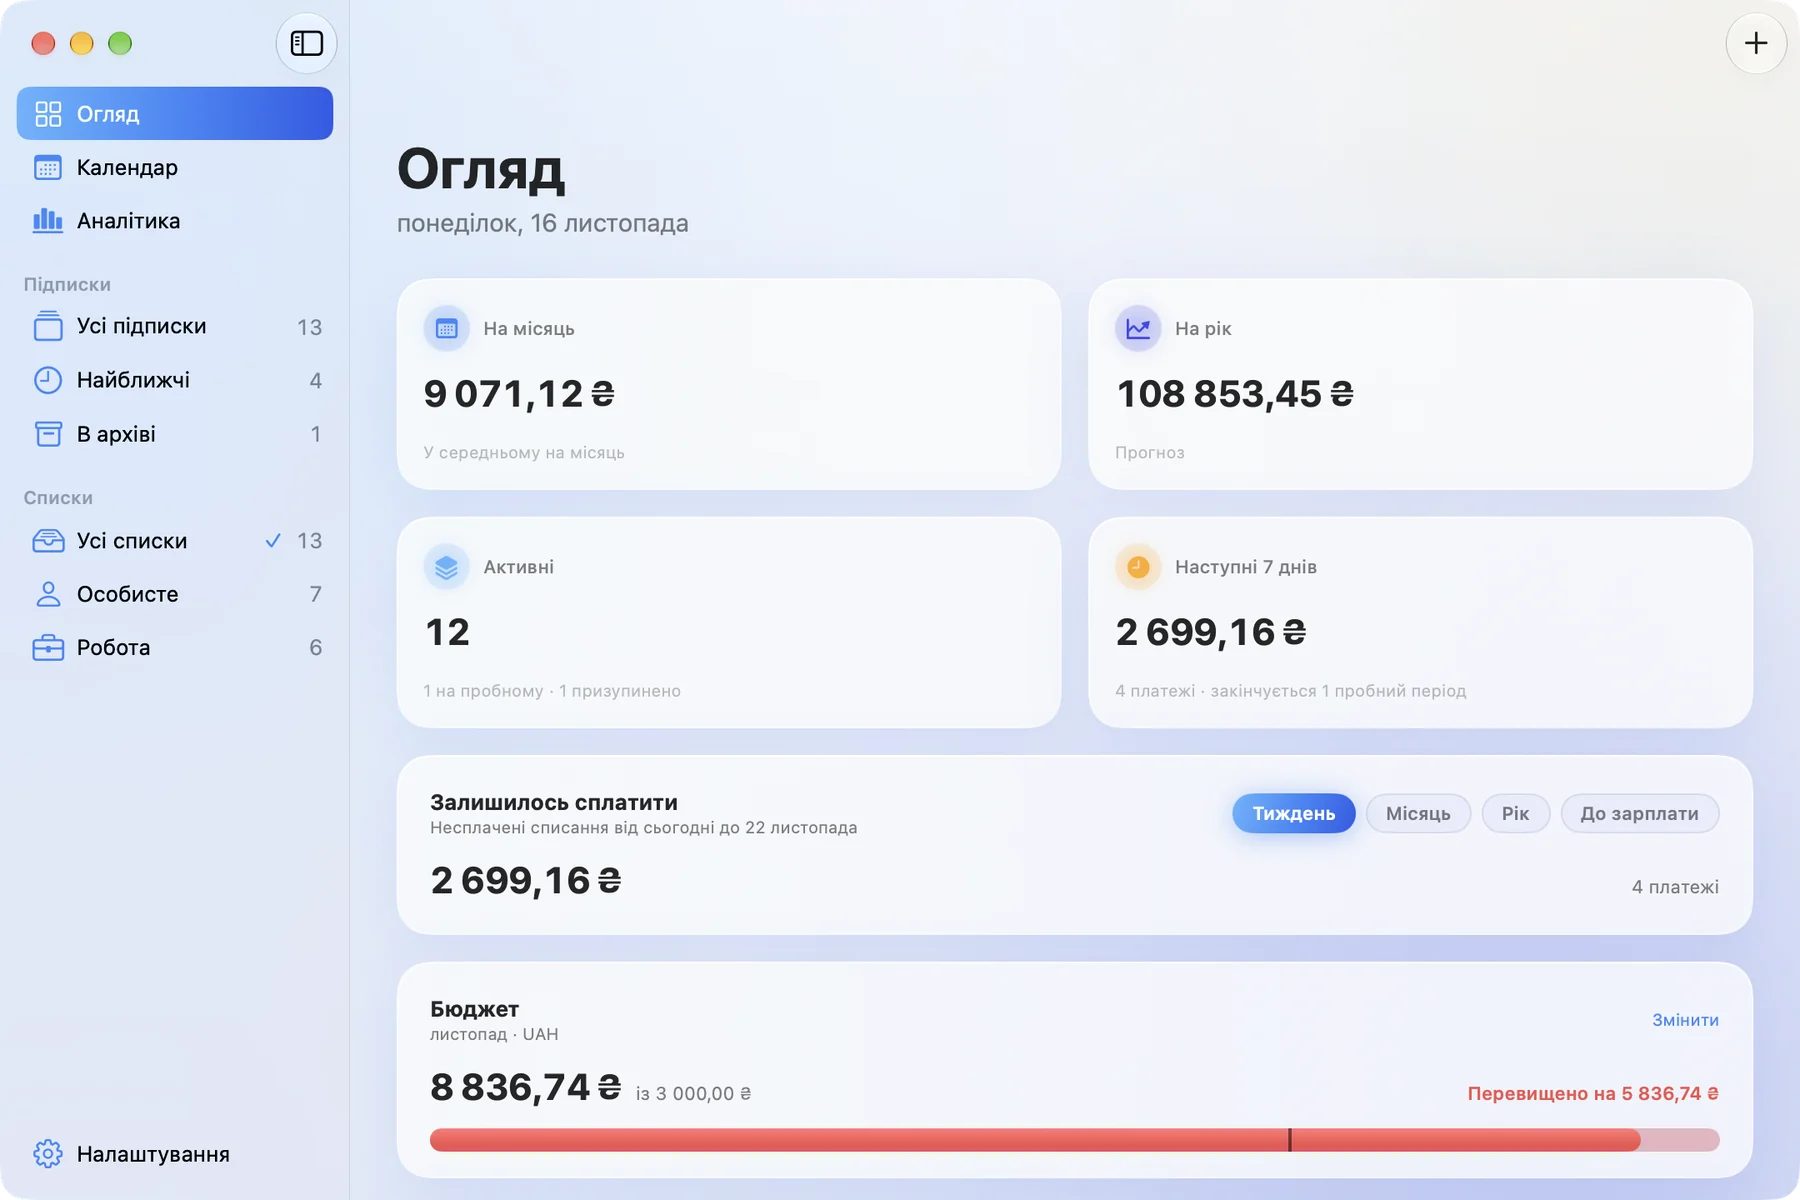 Огляд
Календар
Аналітика
Підписки
Усі підписки 13
Найближчі 4
В архіві 1
Списки
Усі списки 13
Особисте 7
Робота 6
Налаштування
Огляд
понеділок, 16 листопада
На місяць
9 071,12 ₴
У середньому на місяць
На рік
108 853,45 ₴
Прогноз
Активні
12
1 на пробному · 1 призупинено
Наступні 7 днів
2 699,16 ₴
4 платежі · закінчується 1 пробний період
Залишилось сплатити
Несплачені списання від сьогодні до 22 листопада
Тиждень Місяць Рік До зарплати
2 699,16 ₴
4 платежі
Бюджет
листопад · UAH
Змінити
8 836,74 ₴ із 3 000,00 ₴
Перевищено на 5 836,74 ₴